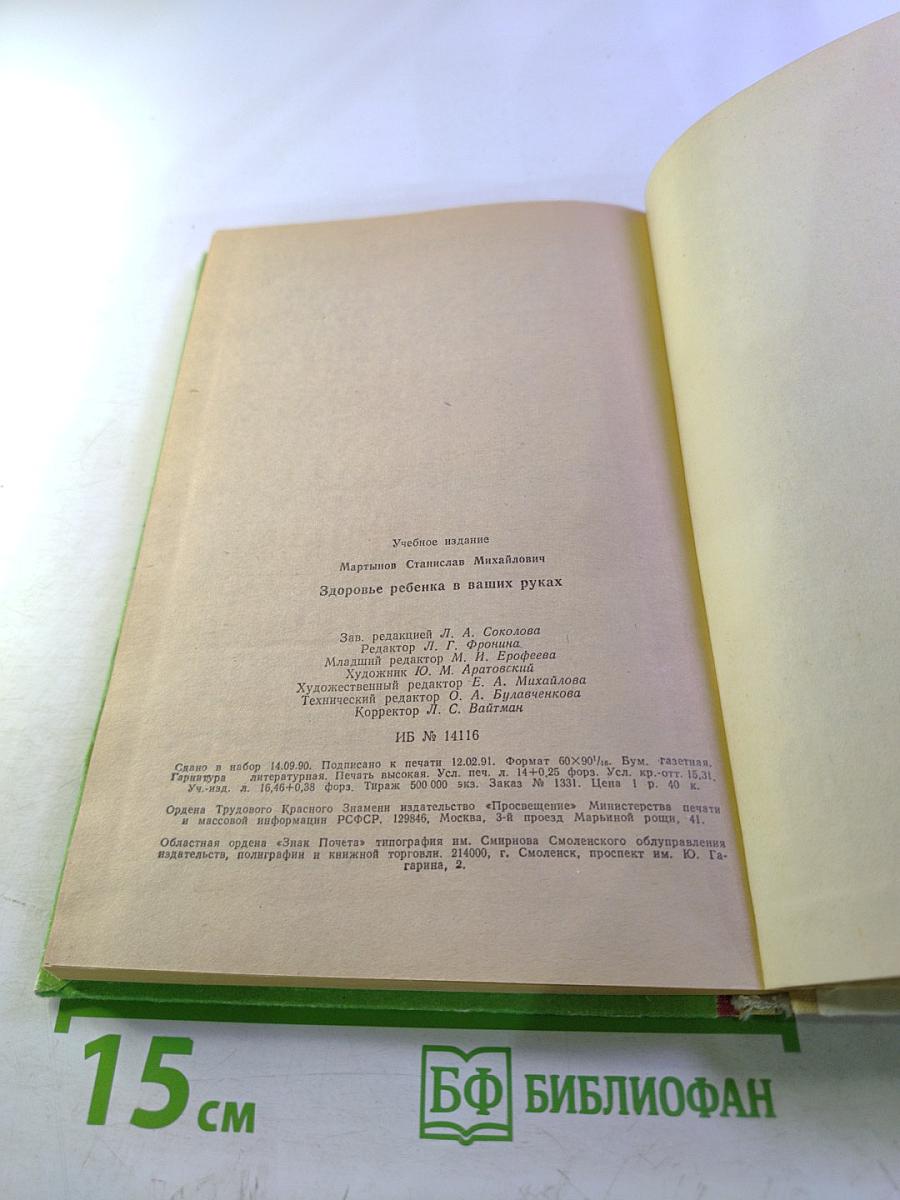 Учебное издание
Мартынов Станислав Михайлович
Здоровье ребенка в ваших руках
Зав. редакцией Л. А. Соколова
Редактор Л. Г. Фронина
Младший редактор М. И. Ерофеева
Художник Ю. М. Аратовский
Художественный редактор Е. А. Михайлова
Технический редактор О. А. Булавченкова
Корректор Л. С. Вайтман
ИБ № 14116
Сдано в набор 14.09.90. Подписано к печати 12.02.91. Формат 60×90¹/₁₆. Бум. газетная.
Гарнитура литературная. Печать высокая. Усл. печ. л. 14+0,25 форз. Усл. кр.-отт. 15,31.
Уч.-изд. л. 16,46+0,38 форз. Тираж 500 000 экз. Заказ № 1331. Цена 1 р. 40 к.
Ордена Трудового Красного Знамени издательство «Просвещение» Министерства печати
и массовой информации РСФСР. 129846, Москва, 3-й проезд Марьиной рощи, 41.
Областная ордена «Знак Почета» типография им. Смирнова Смоленского облуправления
издательств, полиграфии и книжной торговли. 214000, г. Смоленск, проспект им. Ю. Га-
гарина, 2.
15 см
БФ БИБЛИОФАН